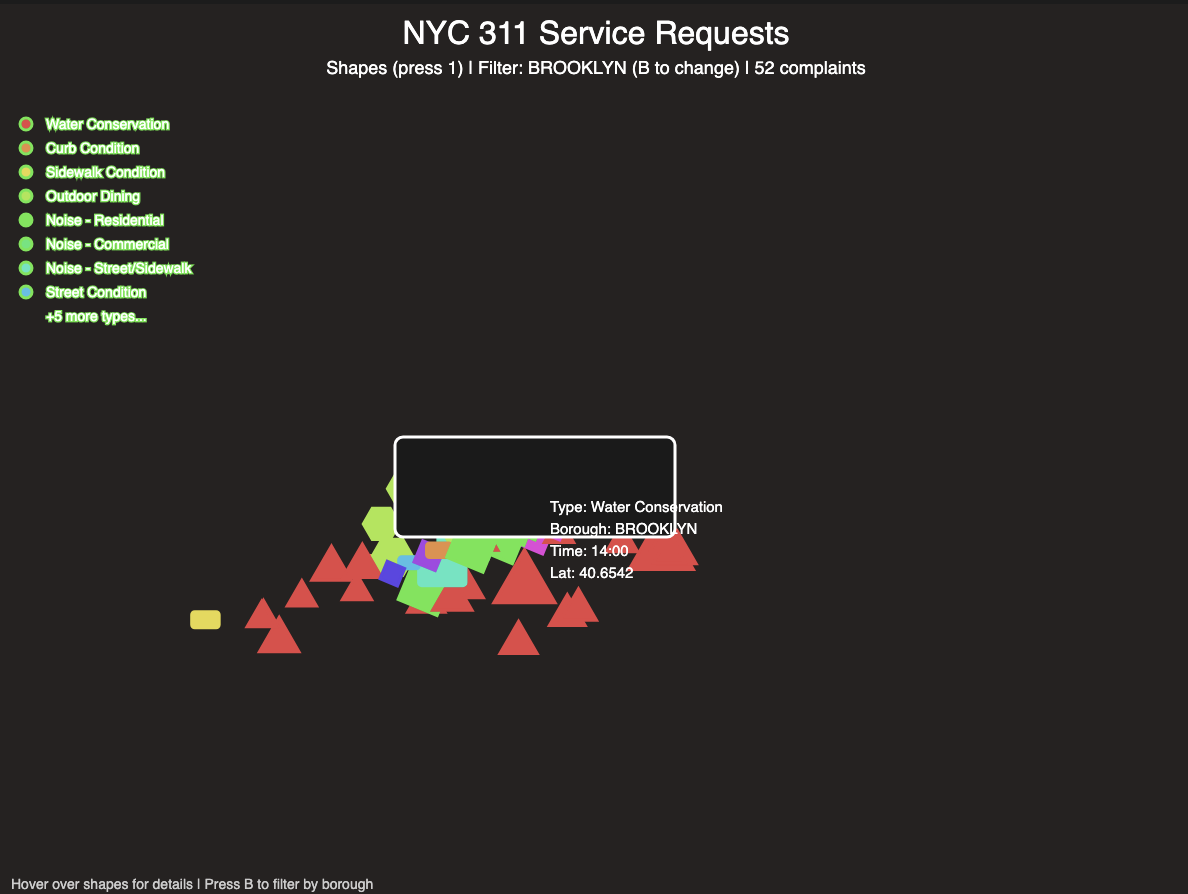 NYC 311 Service Requests
Shapes (press 1) | Filter: BROOKLYN (B to change) | 52 complaints
Water Conservation
Curb Condition
Sidewalk Condition
Outdoor Dining
Noise - Residential
Noise - Commercial
Noise - Street/Sidewalk
Street Condition
+5 more types...
Type: Water Conservation
Borough: BROOKLYN
Time: 14:00
Lat: 40.6542
Hover over shapes for details | Press B to filter by borough